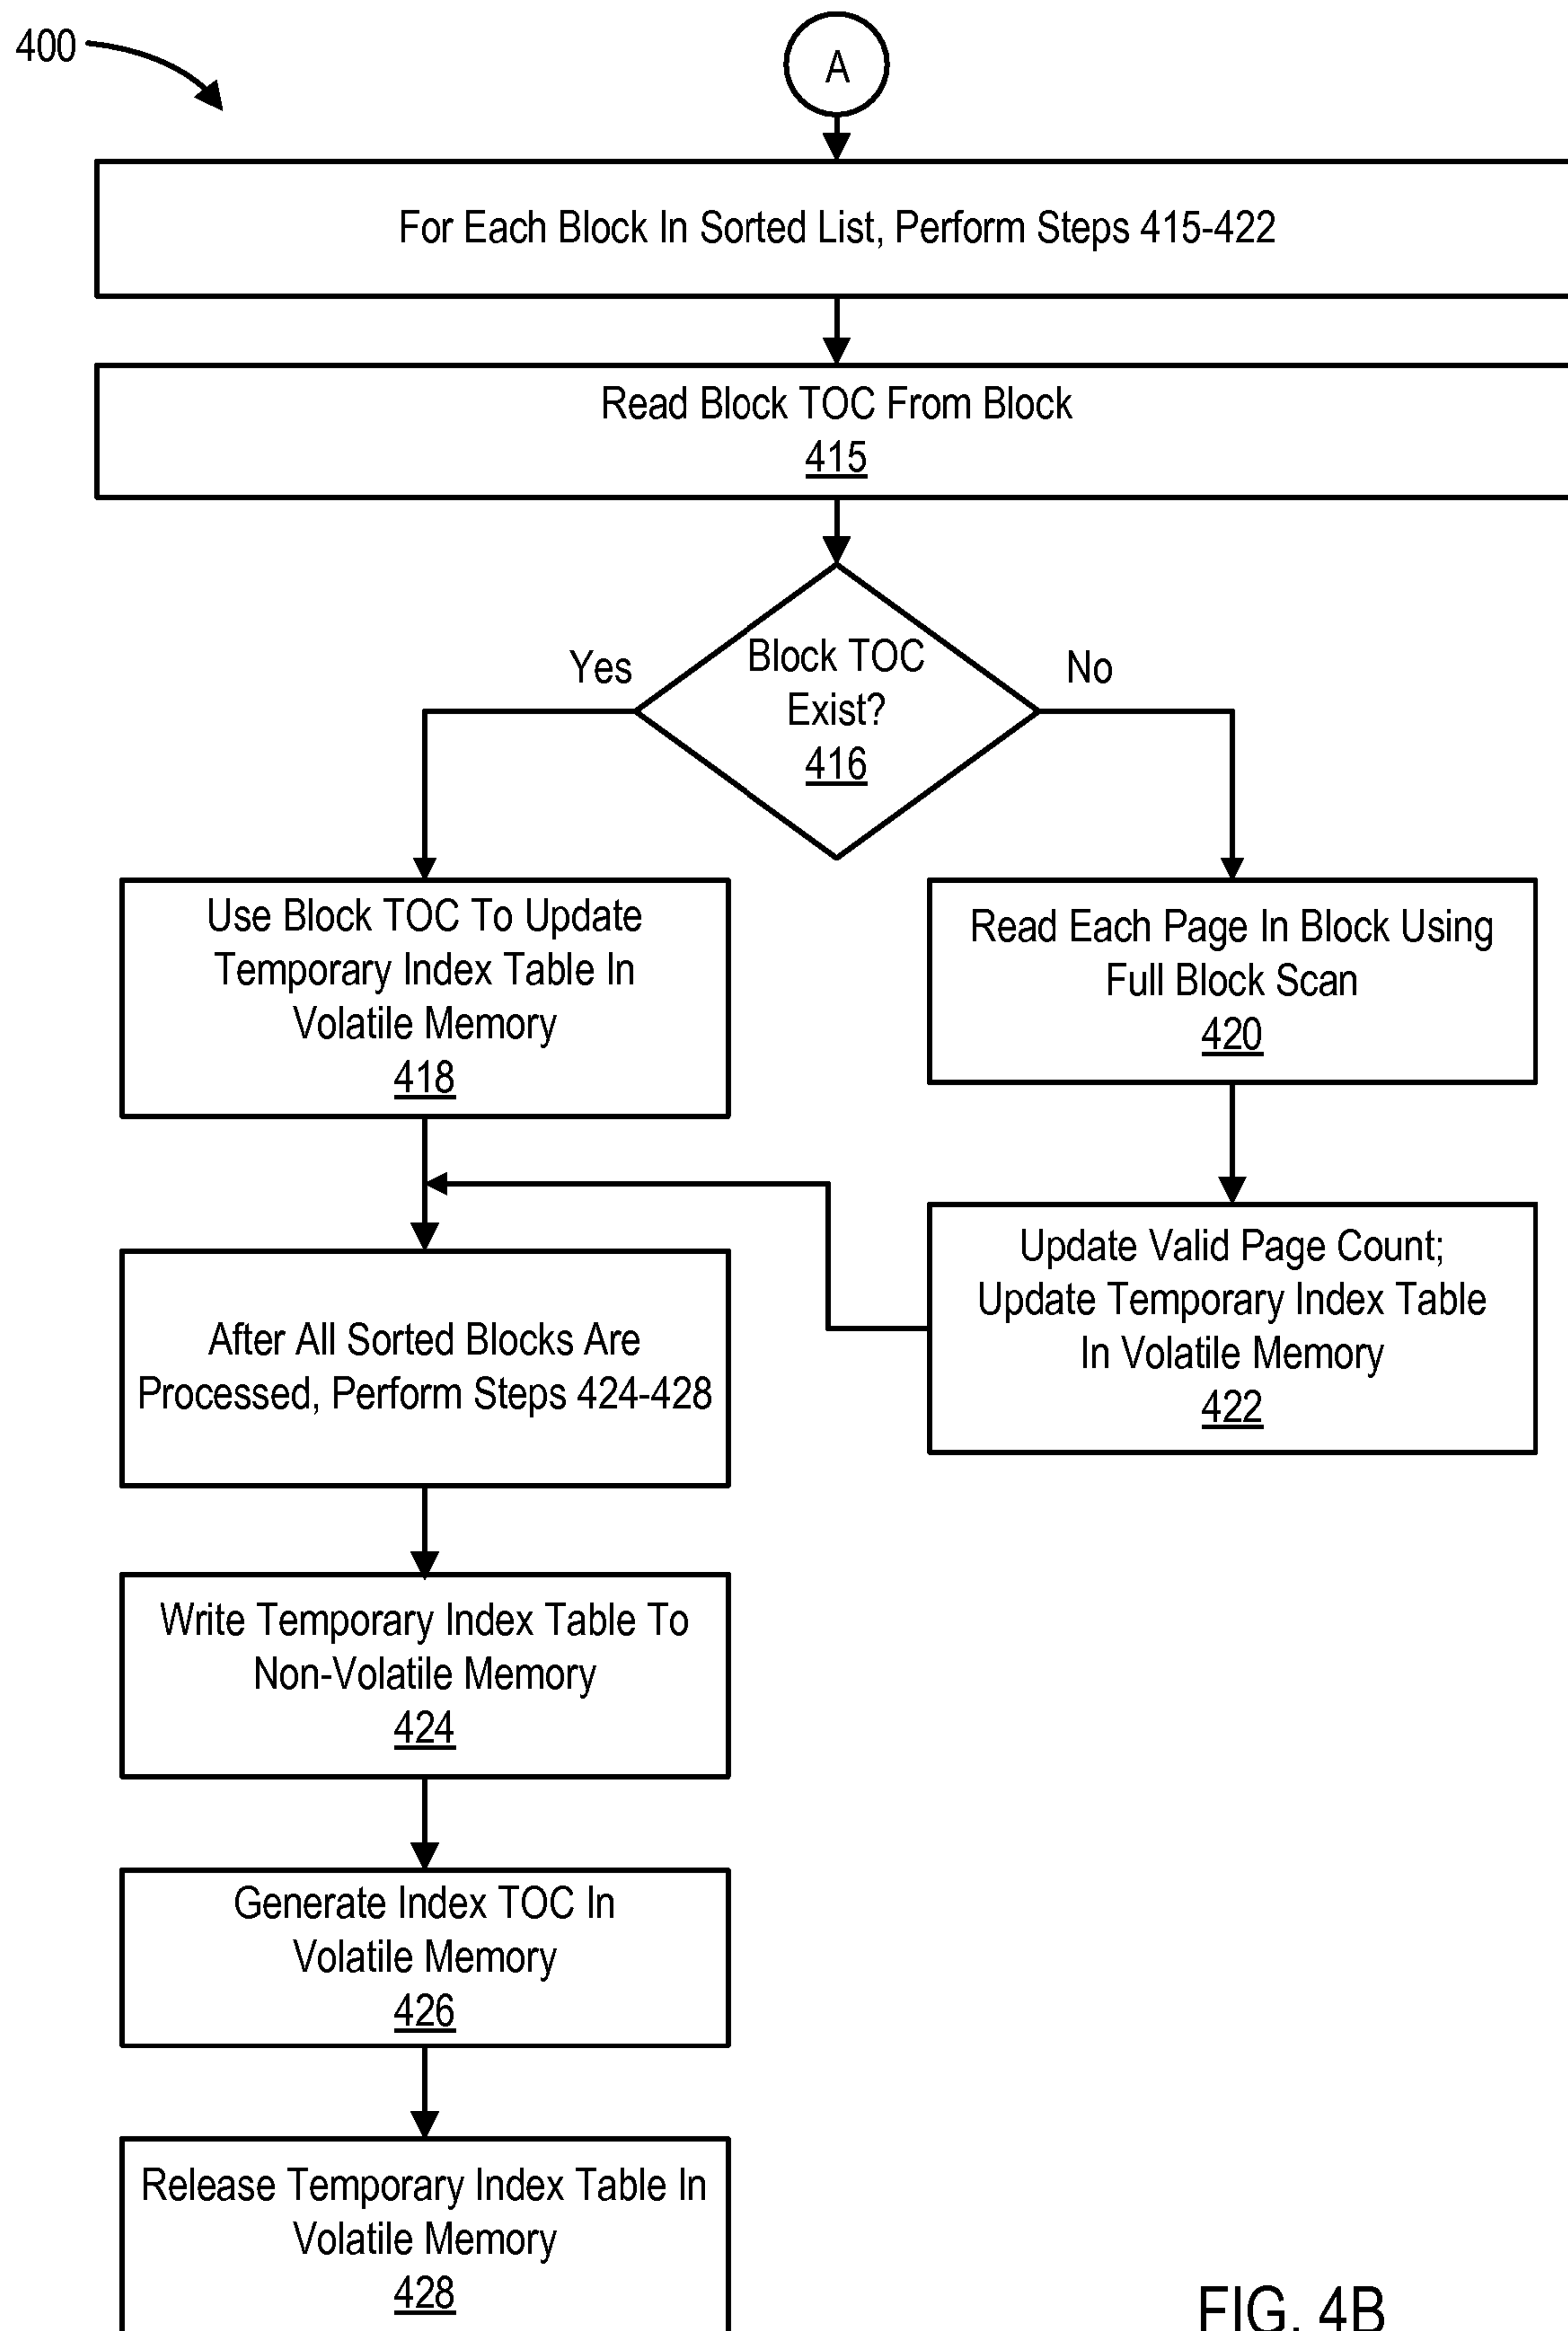 400
A
For Each Block In Sorted List, Perform Steps 415-422
Read Block TOC From Block
415
Yes
Block TOC
Exist?
416
No
Use Block TOC To Update
Temporary Index Table In
Volatile Memory
418
Read Each Page In Block Using
Full Block Scan
420
Update Valid Page Count;
Update Temporary Index Table
In Volatile Memory
422
After All Sorted Blocks Are
Processed, Perform Steps 424-428
Write Temporary Index Table To
Non-Volatile Memory
424
Generate Index TOC In
Volatile Memory
426
Release Temporary Index Table In
Volatile Memory
428
FIG. 4B